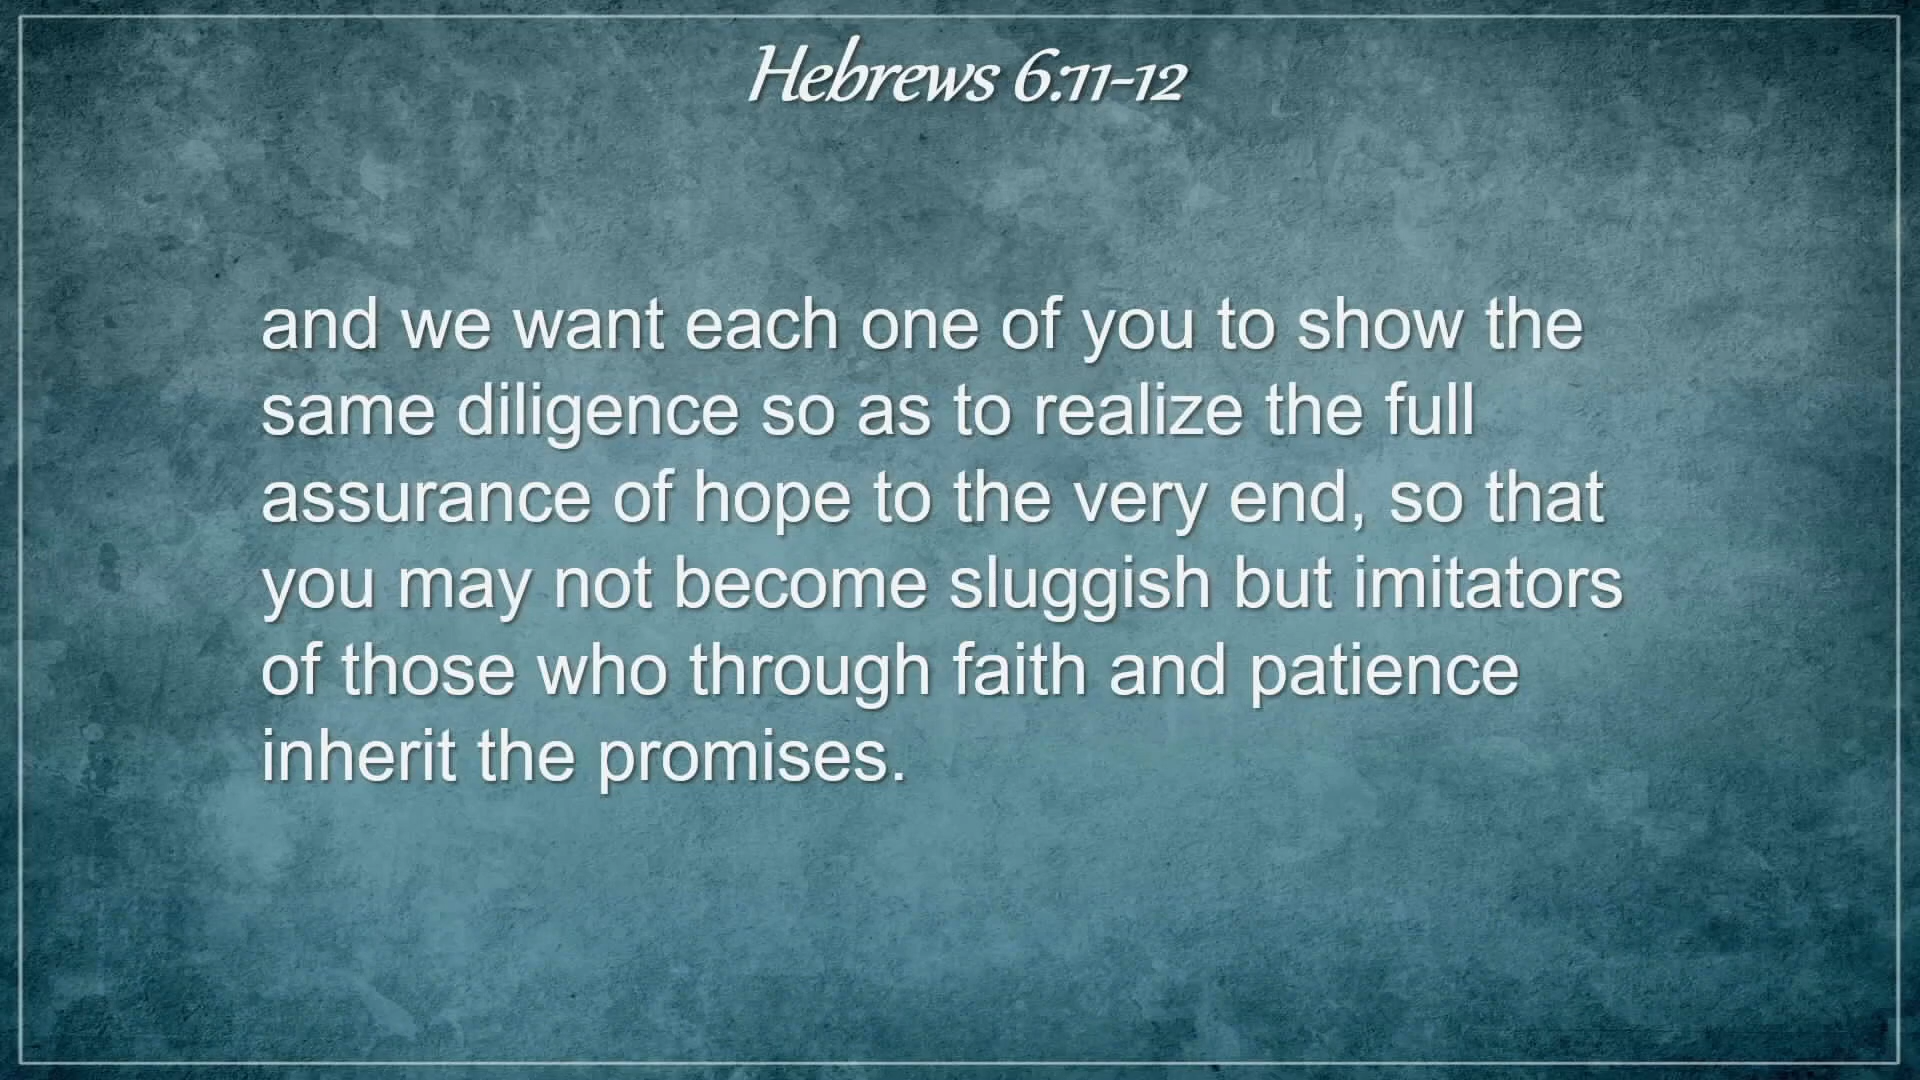 Hebrews 6:11-12
and we want each one of you to show the
same diligence so as to realize the full
assurance of hope to the very end, so that
you may not become sluggish but imitators
of those who through faith and patience
inherit the promises.